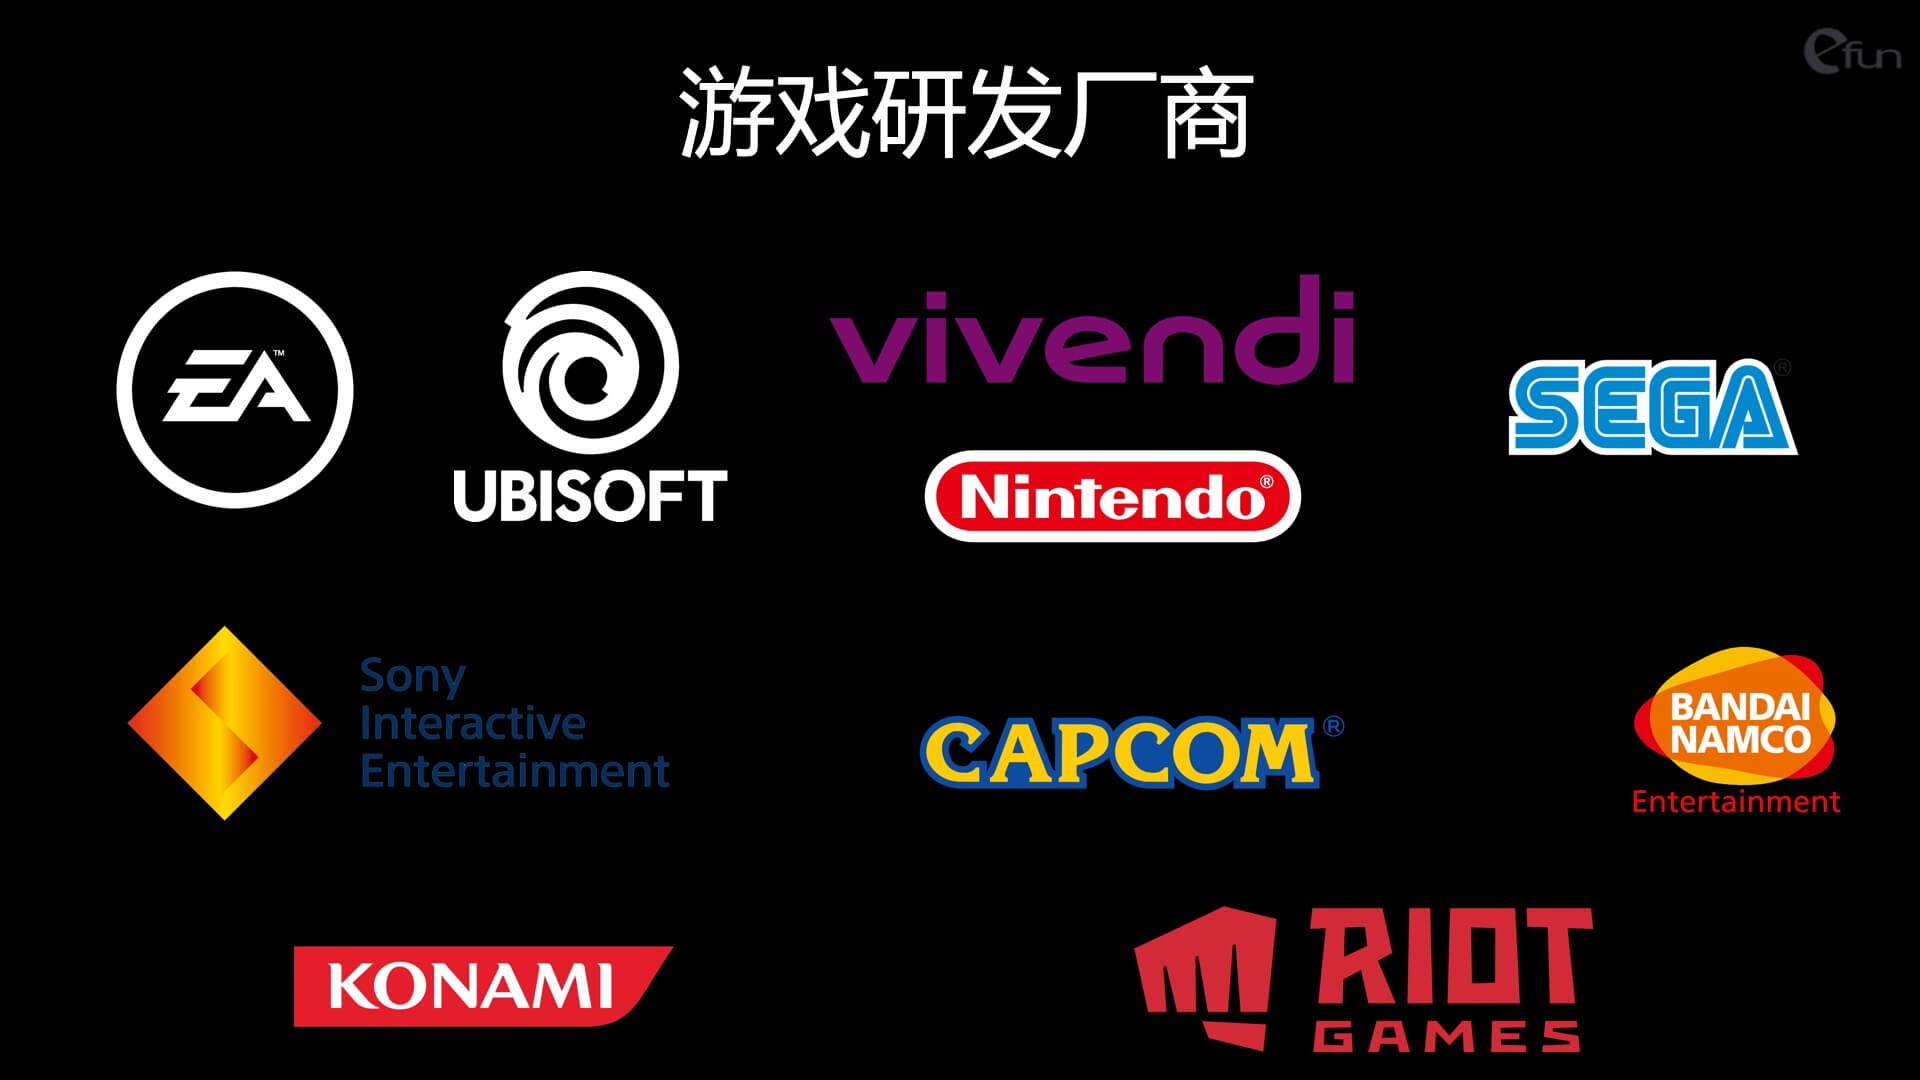 efun
游戏研发厂商
EA™
UBISOFT
vivendi
Nintendo®
SEGA®
Sony
Interactive
Entertainment
CAPCOM®
BANDAI
NAMCO
Entertainment
KONAMI
RIOT
GAMES